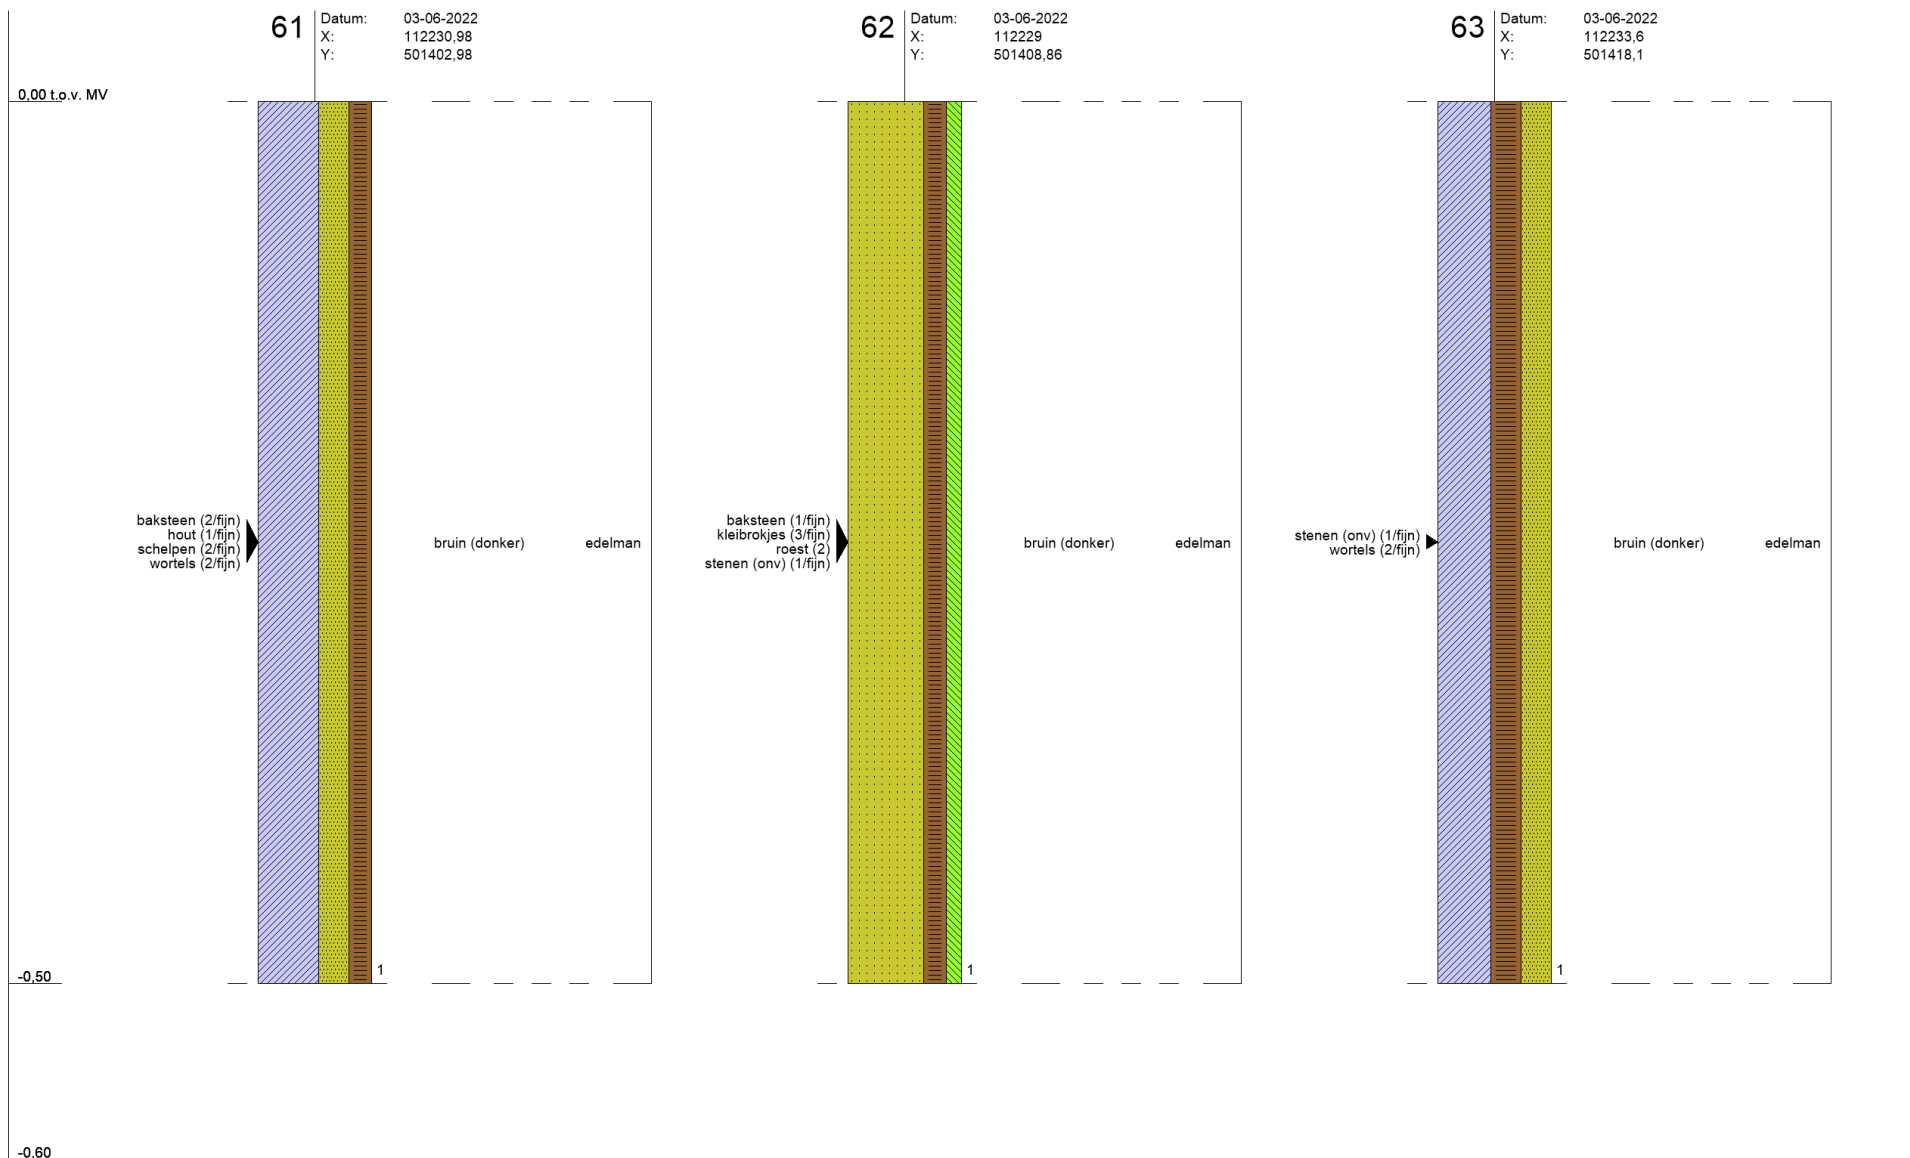 61
Datum: 03-06-2022
X: 112230,98
Y: 501402,98
62
Datum: 03-06-2022
X: 112229
Y: 501408,86
63
Datum: 03-06-2022
X: 112233,6
Y: 501418,1
0,00 t.o.v. MV
baksteen (2/fijn)
hout (1/fijn)
schelpen (2/fijn)
wortels (2/fijn)
bruin (donker)
edelman
1
baksteen (1/fijn)
kleibrokjes (3/fijn)
roest (2)
stenen (onv) (1/fijn)
bruin (donker)
edelman
1
stenen (onv) (1/fijn)
wortels (2/fijn)
bruin (donker)
edelman
1
-0,50
-0,60